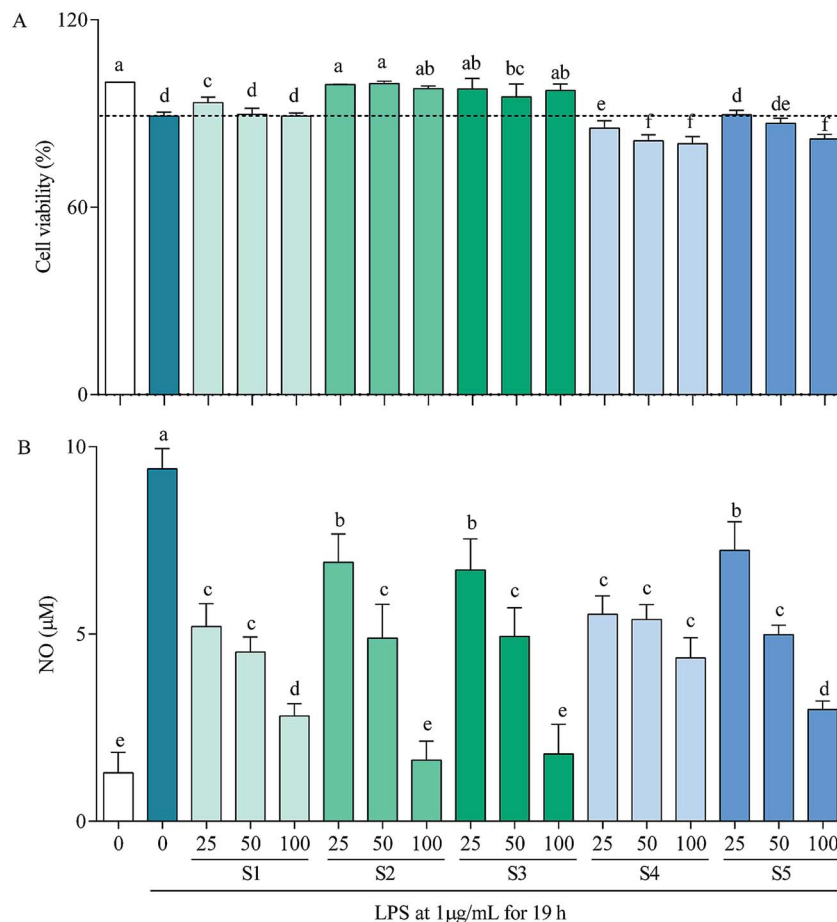 A
120
60
0
Cell viability (%)
a d c d d a a ab ab bc ab e f f d de f
B
10
5
0
NO (μM)
e a c c d b c e b c e c c c b c d
0 0 25 50 100 25 50 100 25 50 100 25 50 100 25 50 100
S1 S2 S3 S4 S5
LPS at 1μg/mL for 19 h